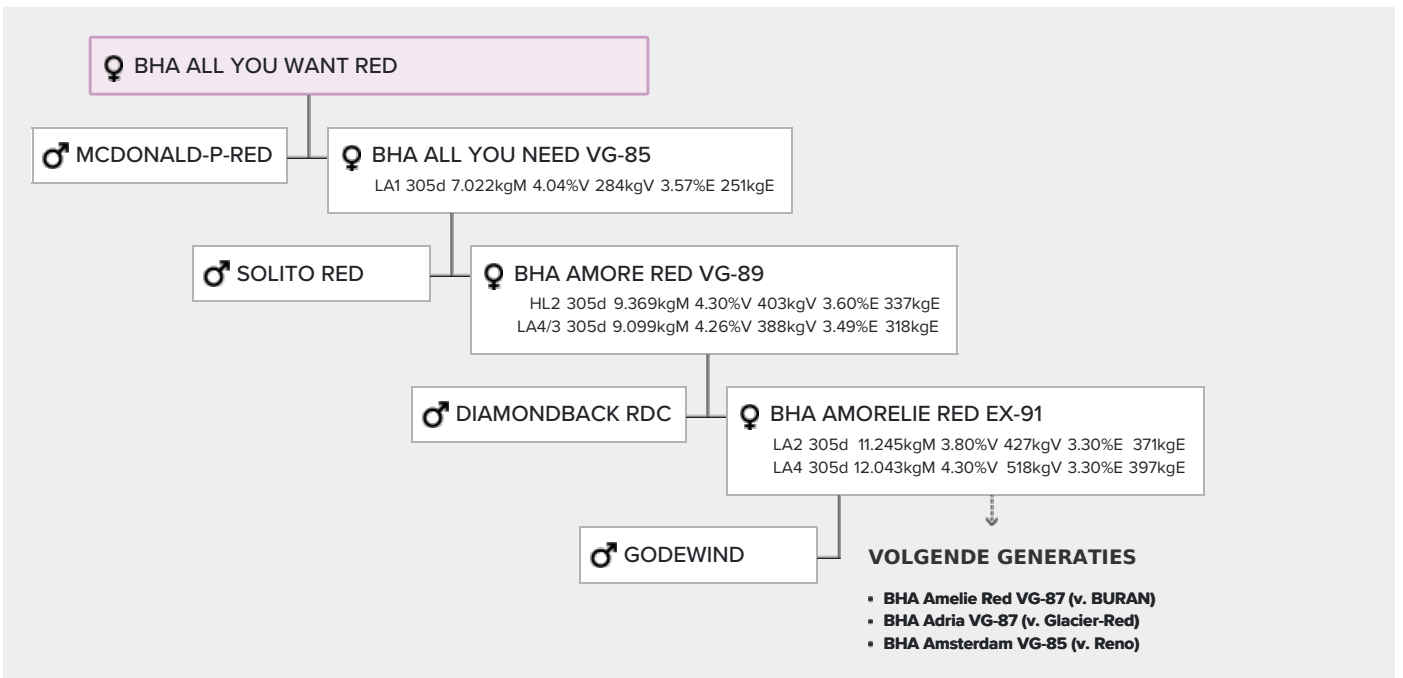 BHA ALL YOU WANT RED
MCDONALD-P-RED
BHA ALL YOU NEED VG-85
LA1 305d 7.022kgM 4.04%V 284kgV 3.57%E 251kgE
SOLITO RED
BHA AMORE RED VG-89
HL2 305d 9.369kgM 4.30%V 403kgV 3.60%E 337kgE
LA4/3 305d 9.099kgM 4.26%V 388kgV 3.49%E 318kgE
DIAMONDBACK RDC
BHA AMORELIE RED EX-91
LA2 305d 11.245kgM 3.80%V 427kgV 3.30%E 371kgE
LA4 305d 12.043kgM 4.30%V 518kgV 3.30%E 397kgE
GODEWIND
VOLGENDE GENERATIES
• BHA Amelie Red VG-87 (v. BURAN)
• BHA Adria VG-87 (v. Glacier-Red)
• BHA Amsterdam VG-85 (v. Reno)